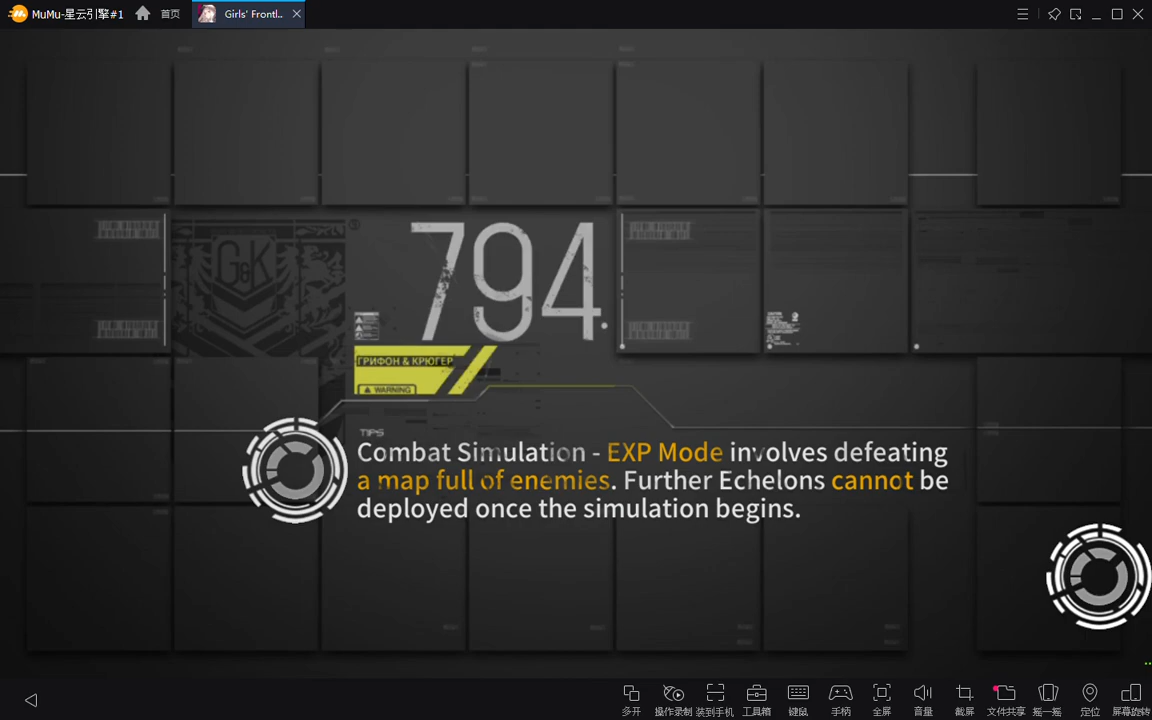 MuMu-星云引擎#1
首页
Girls' Frontl..
G&K
794.
ГРИФОН & КРЮГЕР
WARNING
TIPS
Combat Simulation - EXP Mode involves defeating
a map full of enemies. Further Echelons cannot be
deployed once the simulation begins.
多开
操作录制
装到手机
工具箱
键鼠
手柄
全屏
音量
截屏
文件共享
摇一摇
定位
屏幕旋转